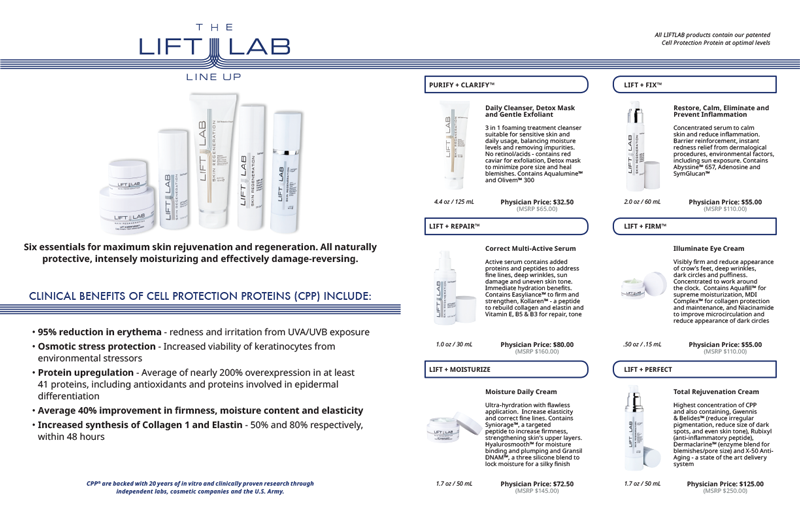 THE
LIFT LAB
LINE UP
Six essentials for maximum skin rejuvenation and regeneration. All naturally
protective, intensely moisturizing and effectively damage-reversing.
CLINICAL BENEFITS OF CELL PROTECTION PROTEINS (CPP) INCLUDE:
• 95% reduction in erythema - redness and irritation from UVA/UVB exposure
• Osmotic stress protection - Increased viability of keratinocytes from
environmental stressors
• Protein upregulation - Average of nearly 200% overexpression in at least
41 proteins, including antioxidants and proteins involved in epidermal
differentiation
• Average 40% improvement in firmness, moisture content and elasticity
• Increased synthesis of Collagen 1 and Elastin - 50% and 80% respectively,
within 48 hours
CPP® are backed with 20 years of in vitro and clinically proven research through
independent labs, cosmetic companies and the U.S. Army.
All LIFTLAB products contain our patented
Cell Protection Protein at optimal levels
PURIFY + CLARIFY™
Daily Cleanser, Detox Mask
and Gentle Exfoliant
3 in 1 foaming treatment cleanser
suitable for sensitive skin and
daily usage, balancing moisture
levels and removing impurities.
No retinol/acids - contains red
caviar for exfoliation, Detox mask
to minimize pore size and heal
blemishes. Contains Aqualumine™
and Olivem™ 300
4.4 oz / 125 mL
Physician Price: $32.50
(MSRP $65.00)
LIFT + FIX™
Restore, Calm, Eliminate and
Prevent Inflammation
Concentrated serum to calm
skin and reduce inflammation.
Barrier reinforcement, instant
redness relief from dermalogical
procedures, environmental factors,
including sun exposure. Contains
Abyssine™ 657, Adenosine and
SymGlucan™
2.0 oz / 60 mL
Physician Price: $55.00
(MSRP $110.00)
LIFT + REPAIR™
Correct Multi-Active Serum
Active serum contains added
proteins and peptides to address
fine lines, deep wrinkles, sun
damage and uneven skin tone.
Immediate hydration benefits.
Contains Easyliance™ to firm and
strengthen, Kollaren™ - a peptide
to rebuild collagen and elastin and
Vitamin E, B5 & B3 for repair, tone
1.0 oz / 30 mL
Physician Price: $80.00
(MSRP $160.00)
LIFT + FIRM™
Illuminate Eye Cream
Visibly firm and reduce appearance
of crow's feet, deep wrinkles,
dark circles and puffiness.
Concentrated to work around
the clock. Contains Aquafill™ for
supreme moisturization, MDI
Complex™ for collagen protection
and maintenance, and Niacinamide
to improve microcirculation and
reduce appearance of dark circles
.50 oz / .15 mL
Physician Price: $55.00
(MSRP $110.00)
LIFT + MOISTURIZE
Moisture Daily Cream
Ultra-hydration with flawless
application. Increase elasticity
and correct fine lines. Contains
Syniorage™, a targeted
peptide to increase firmness,
strengthening skin's upper layers.
Hyalurosmooth™ for moisture
binding and plumping and Gransil
DNAM™, a three silicone blend to
lock moisture for a silky finish
1.7 oz / 50 mL
Physician Price: $72.50
(MSRP $145.00)
LIFT + PERFECT
Total Rejuvenation Cream
Highest concentration of CPP
and also containing, Gwennis
& Belides™ (reduce irregular
pigmentation, reduce size of dark
spots, and even skin tone), Rubixyl
(anti-inflammatory peptide),
Dermaclarine™ (enzyme blend for
blemishes/pore size) and X-50 Anti-
Aging - a state of the art delivery
system
1.7 oz / 50 mL
Physician Price: $125.00
(MSRP $250.00)